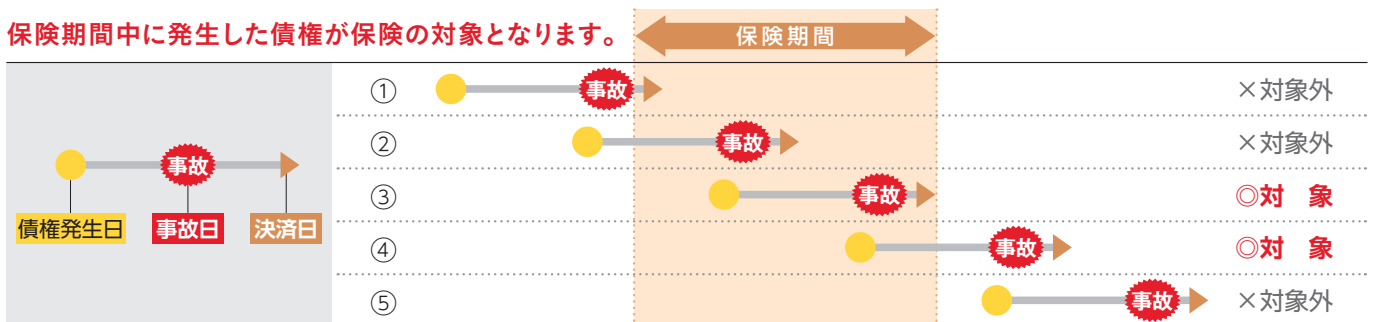 保険期間中に発生した債権が保険の対象となります。
保険期間
事故
債権発生日
事故日
決済日
① 事故 ×対象外
② 事故 ×対象外
③ 事故 ◎対 象
④ 事故 ◎対 象
⑤ 事故 ×対象外